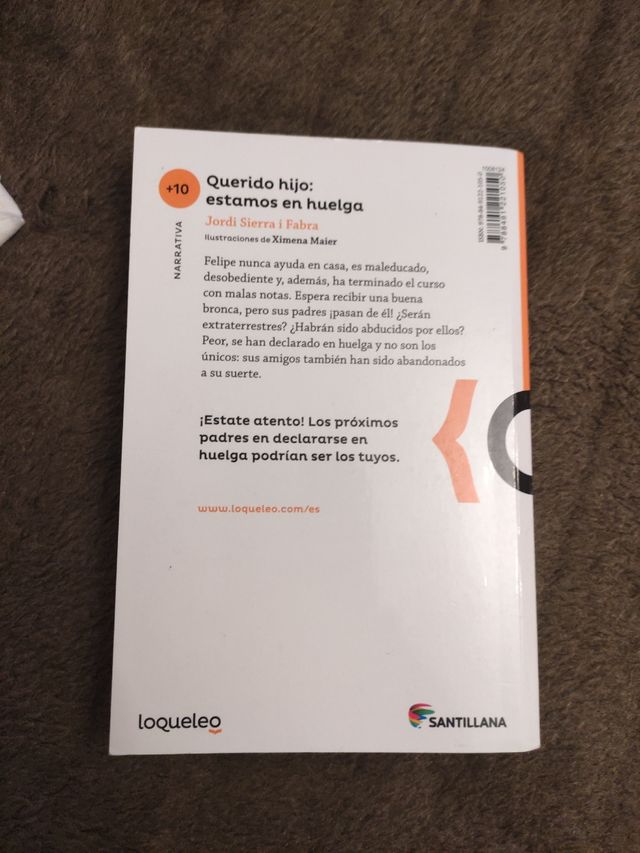 +10
NARRATIVA
Querido hijo:
estamos en huelga
Jordi Sierra i Fabra
Ilustraciones de Ximena Maier
Felipe nunca ayuda en casa, es maleducado,
desobediente y, además, ha terminado el curso
con malas notas. Espera recibir una buena
bronca, pero sus padres ¡pasan de él! ¿Serán
extraterrestres? ¿Habrán sido abducidos por ellos?
Peor, se han declarado en huelga y no son los
únicos: sus amigos también han sido abandonados
a su suerte.
¡Estate atento! Los próximos
padres en declararse en
huelga podrían ser los tuyos.
www.loqueleo.com/es
loqueleo
SANTILLANA